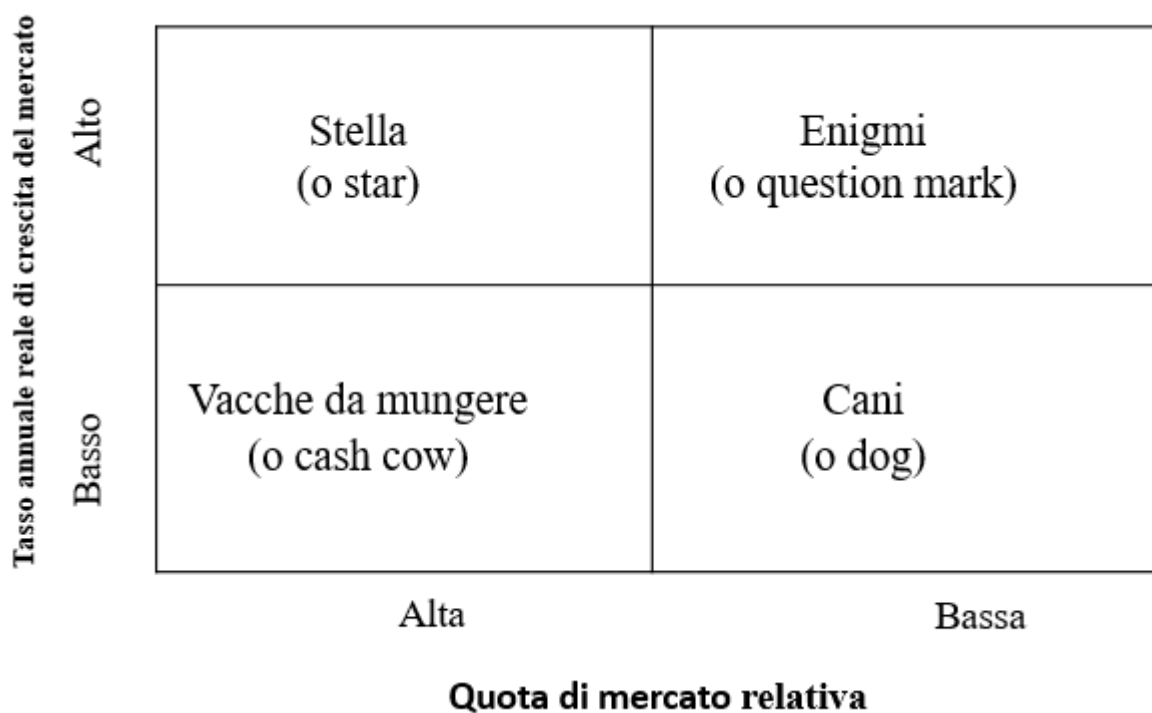 Tasso annuale reale di crescita del mercato
Alto
Stella
(o star)
Enigmi
(o question mark)
Basso
Vacche da mungere
(o cash cow)
Cani
(o dog)
Alta
Bassa
Quota di mercato relativa